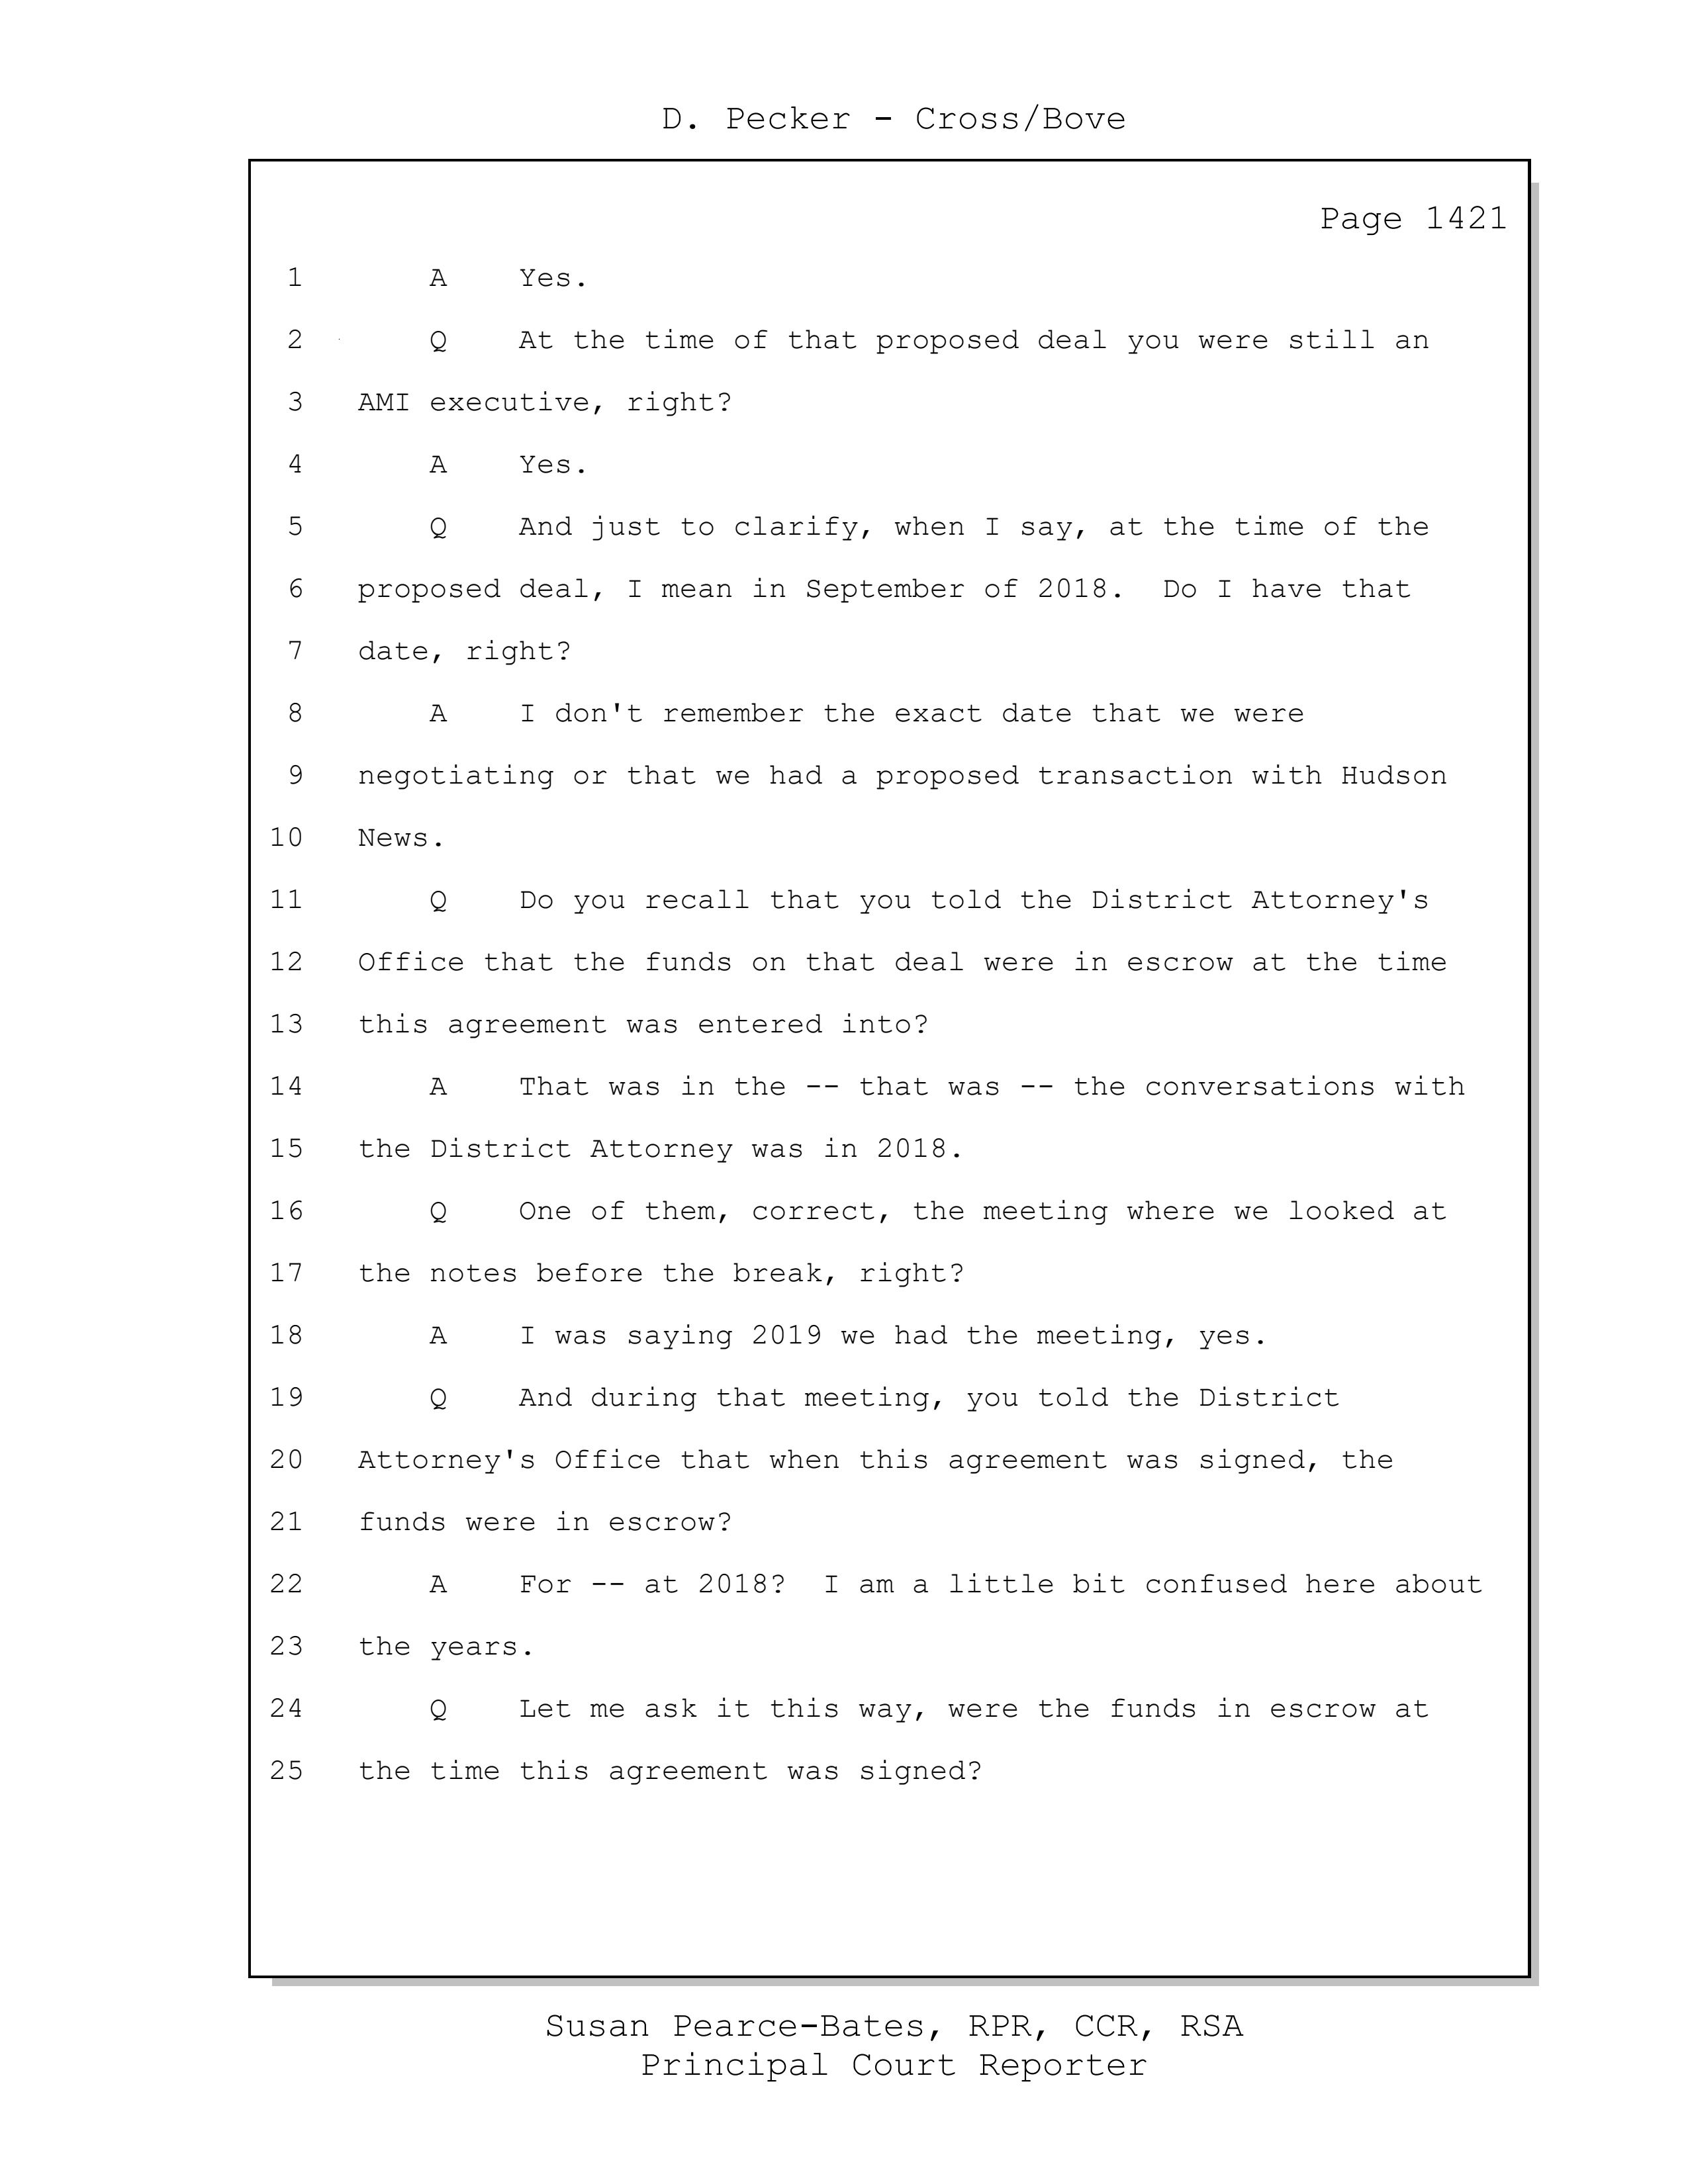 D. Pecker - Cross/Bove
Page 1421
1 A Yes.
2 Q At the time of that proposed deal you were still an
3 AMI executive, right?
4 A Yes.
5 Q And just to clarify, when I say, at the time of the
6 proposed deal, I mean in September of 2018. Do I have that
7 date, right?
8 A I don't remember the exact date that we were
9 negotiating or that we had a proposed transaction with Hudson
10 News.
11 Q Do you recall that you told the District Attorney's
12 Office that the funds on that deal were in escrow at the time
13 this agreement was entered into?
14 A That was in the -- that was -- the conversations with
15 the District Attorney was in 2018.
16 Q One of them, correct, the meeting where we looked at
17 the notes before the break, right?
18 A I was saying 2019 we had the meeting, yes.
19 Q And during that meeting, you told the District
20 Attorney's Office that when this agreement was signed, the
21 funds were in escrow?
22 A For -- at 2018? I am a little bit confused here about
23 the years.
24 Q Let me ask it this way, were the funds in escrow at
25 the time this agreement was signed?
Susan Pearce-Bates, RPR, CCR, RSA
Principal Court Reporter